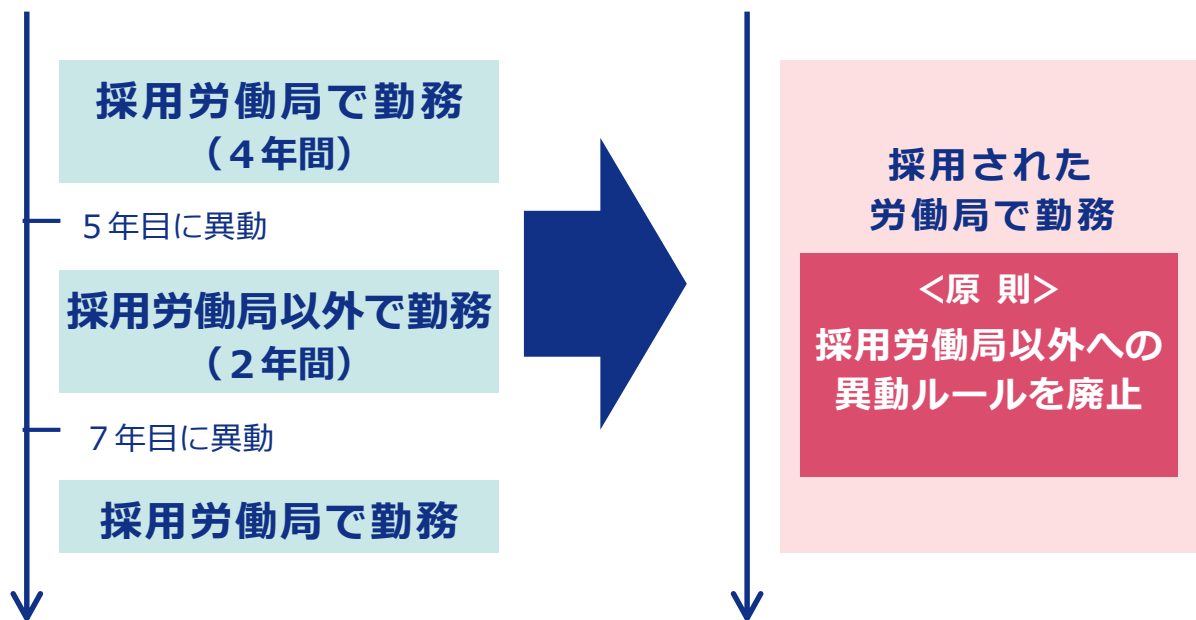 採用労働局で勤務
（４年間）
５年目に異動
採用労働局以外で勤務
（２年間）
７年目に異動
採用労働局で勤務
採用された
労働局で勤務
＜原 則＞
採用労働局以外への
異動ルールを廃止